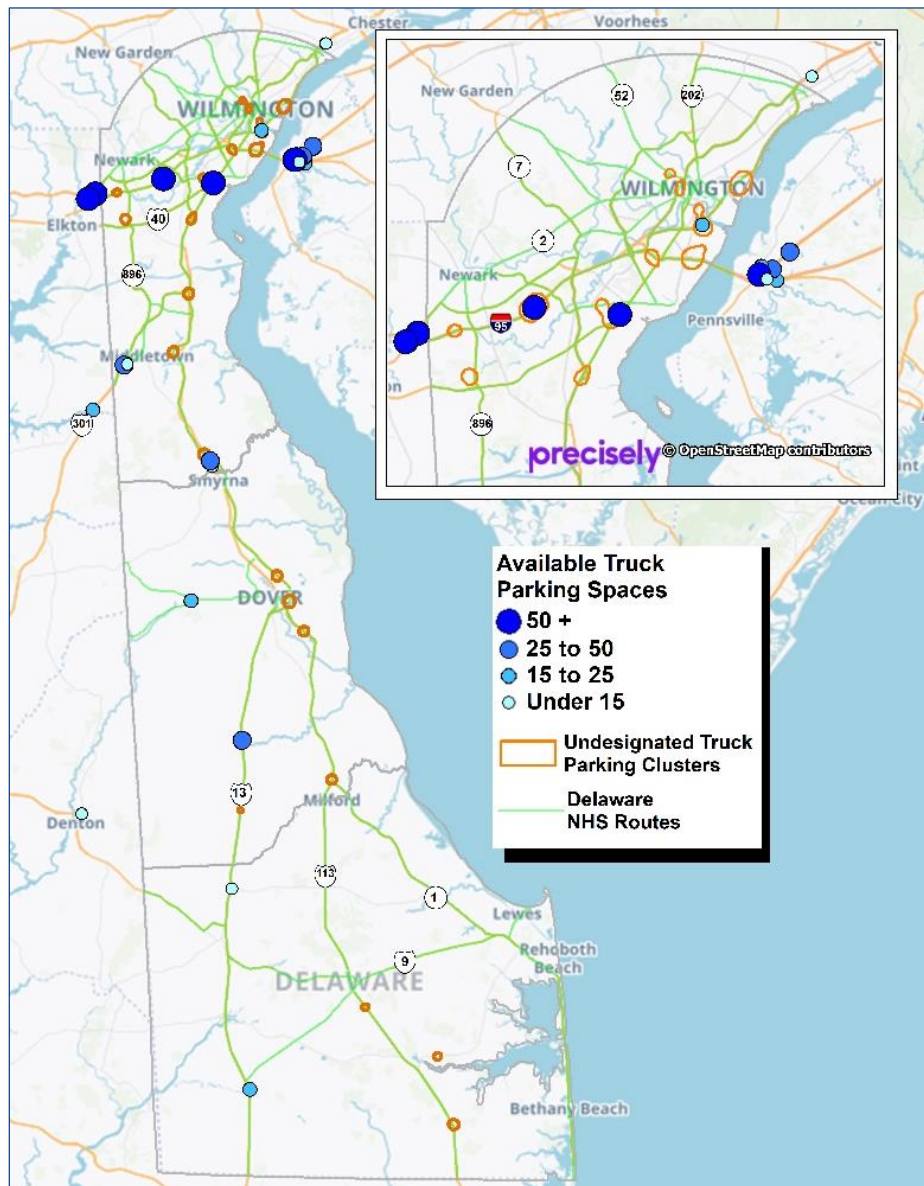 Chester
Voorhees
New Garden
WILMINGTON
Newark
Elkton
40
896
Middletown
301
Smyrna
DOVER
13
Milford
Denton
113
1
Lewes
9
Rehoboth
Beach
DELAWARE
Bethany Beach
Ocean City
New Garden
52
202
7
WILMINGTON
2
Newark
95
Pennsville
896
precisely © OpenStreetMap contributors
Available Truck
Parking Spaces
50 +
25 to 50
15 to 25
Under 15
Undesignated Truck
Parking Clusters
Delaware
NHS Routes